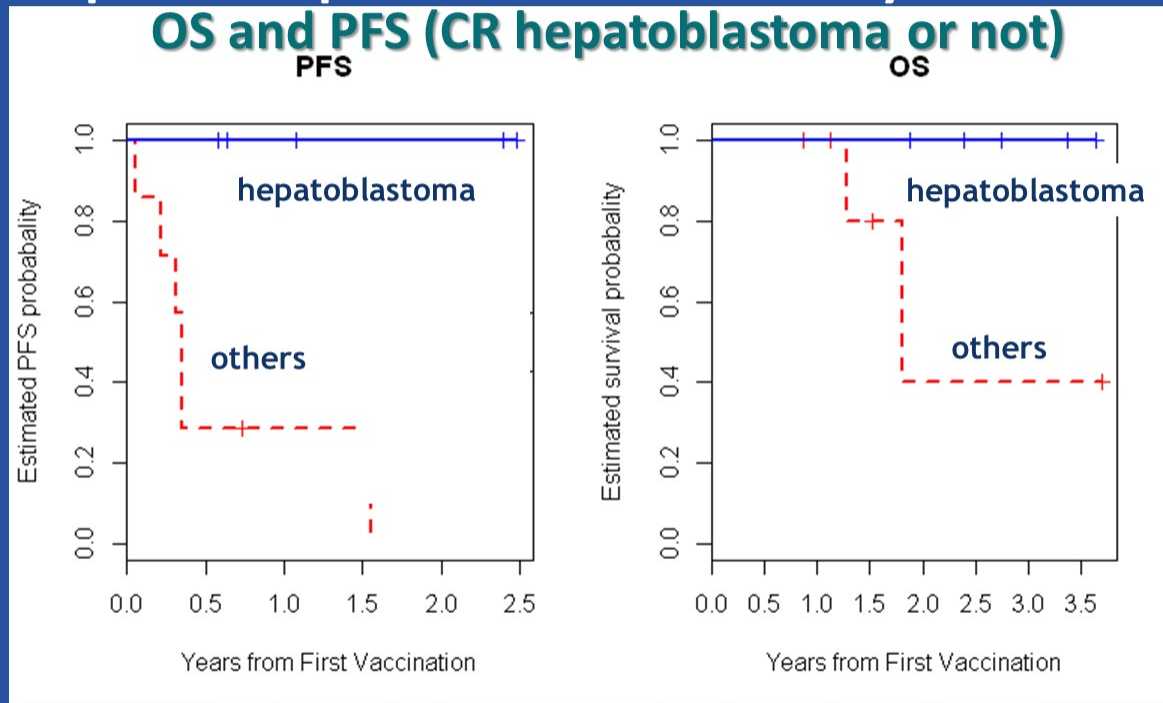 OS and PFS (CR hepatoblastoma or not)
PFS
Estimated PFS probabality
1.0
0.8
0.6
0.4
0.2
0.0
hepatoblastoma
others
0.0 0.5 1.0 1.5 2.0 2.5
Years from First Vaccination
OS
Estimated survival probabality
1.0
0.8
0.6
0.4
0.2
0.0
hepatoblastoma
others
0.0 0.5 1.0 1.5 2.0 2.5 3.0 3.5
Years from First Vaccination